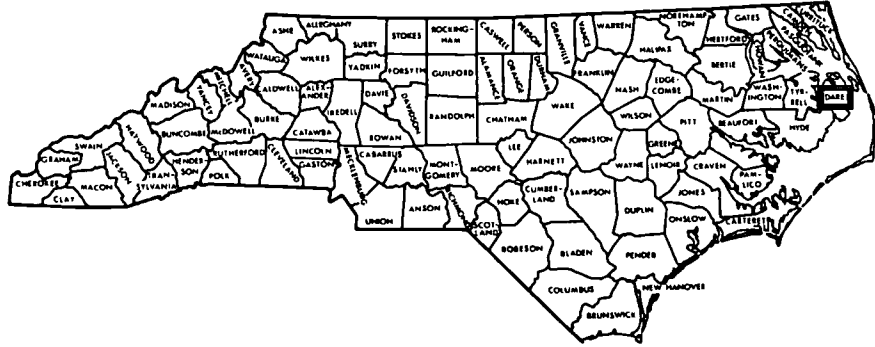 ASHE
ALLEGHANY
SURRY
STOKES
ROCKING-
HAM
CASWELL
PERSON
GRANVILLE
VANCE
WARREN
NORTHAMP
TON
GATES
HERTFORD
CURRITUCK
CAMDEN
PASQUOTANK
PERQUIMANS
CHOWAN
HALIFAX
BERTIE
WATAUGA
WILKES
YADKIN
FORSYTH
GUILFORD
ALAMANCE
ORANGE
DURHAM
FRANKLIN
NASH
EDGE-
COMBE
MARTIN
WASH-
INGTON
TYR-
RELL
DARE
MITCHELL
AVERY
CALDWELL
ALEX-
ANDER
IREDELL
DAVIE
DAVIDSON
RANDOLPH
CHATHAM
WAKE
WILSON
PITT
BEAUFORT
HYDE
MADISON
YANCEY
BURKE
CATAWBA
ROWAN
LEE
JOHNSTON
GREENE
HAYWOOD
BUNCOMBE
McDOWELL
LINCOLN
CABARRUS
STANLY
MONT-
GOMERY
MOORE
HARNETT
WAYNE
LENOIR
CRAVEN
PAM-
LICO
GRAHAM
SWAIN
JACKSON
HENDER-
SON
RUTHERFORD
CLEVELAND
GASTON
MECKLENBURG
CHEROKEE
CLAY
MACON
TRAN-
SYLVANIA
POLK
UNION
ANSON
RICHMOND
SCOT-
LAND
HOKE
CUMBER-
LAND
SAMPSON
DUPLIN
JONES
ONSLOW
CARTERET
ROBESON
BLADEN
PENDER
COLUMBUS
NEW HANOVER
BRUNSWICK